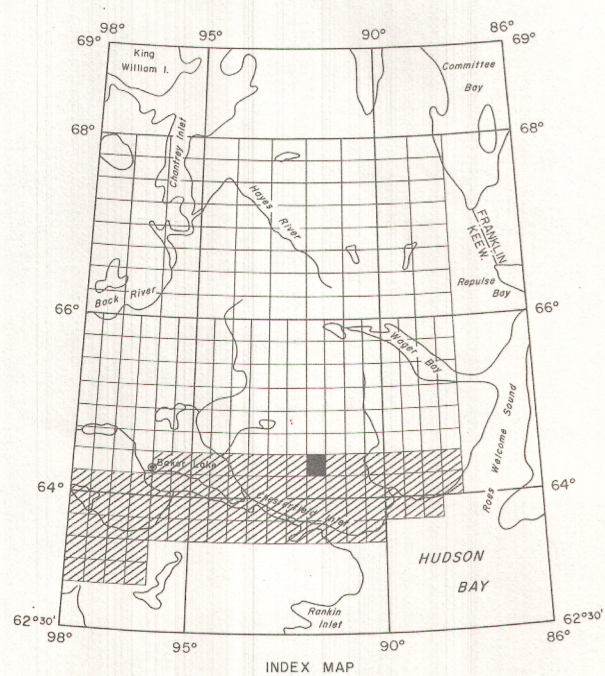 98°
95°
90°
86°
69°
69°
King
William I.
Committee
Bay
68°
68°
Chantrey Inlet
Hayes
River
FRANKLIN
KEEW.
Back River
Repulse
Bay
66°
66°
Wager Bay
Roes Welcome Sound
Baker Lake
64°
64°
Chesterfield Inlet
HUDSON
BAY
Rankin
Inlet
62°30'
62°30'
98°
95°
90°
86°
INDEX MAP